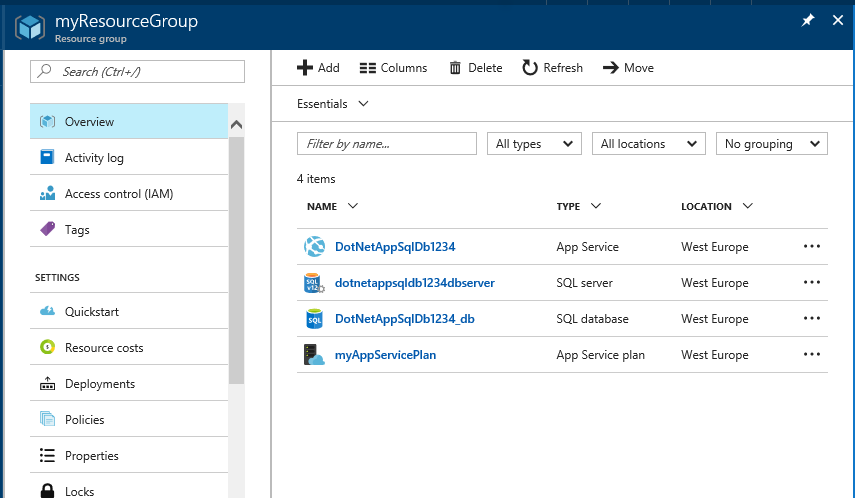 myResourceGroup
Resource group
Search (Ctrl+/)
Overview
Activity log
Access control (IAM)
Tags
SETTINGS
Quickstart
Resource costs
Deployments
Policies
Properties
Locks
Add Columns Delete Refresh Move
Essentials
Filter by name... All types All locations No grouping
4 items
NAME TYPE LOCATION
DotNetAppSqlDb1234 App Service West Europe
dotnetappsqldb1234dbserver SQL server West Europe
DotNetAppSqlDb1234_db SQL database West Europe
myAppServicePlan App Service plan West Europe